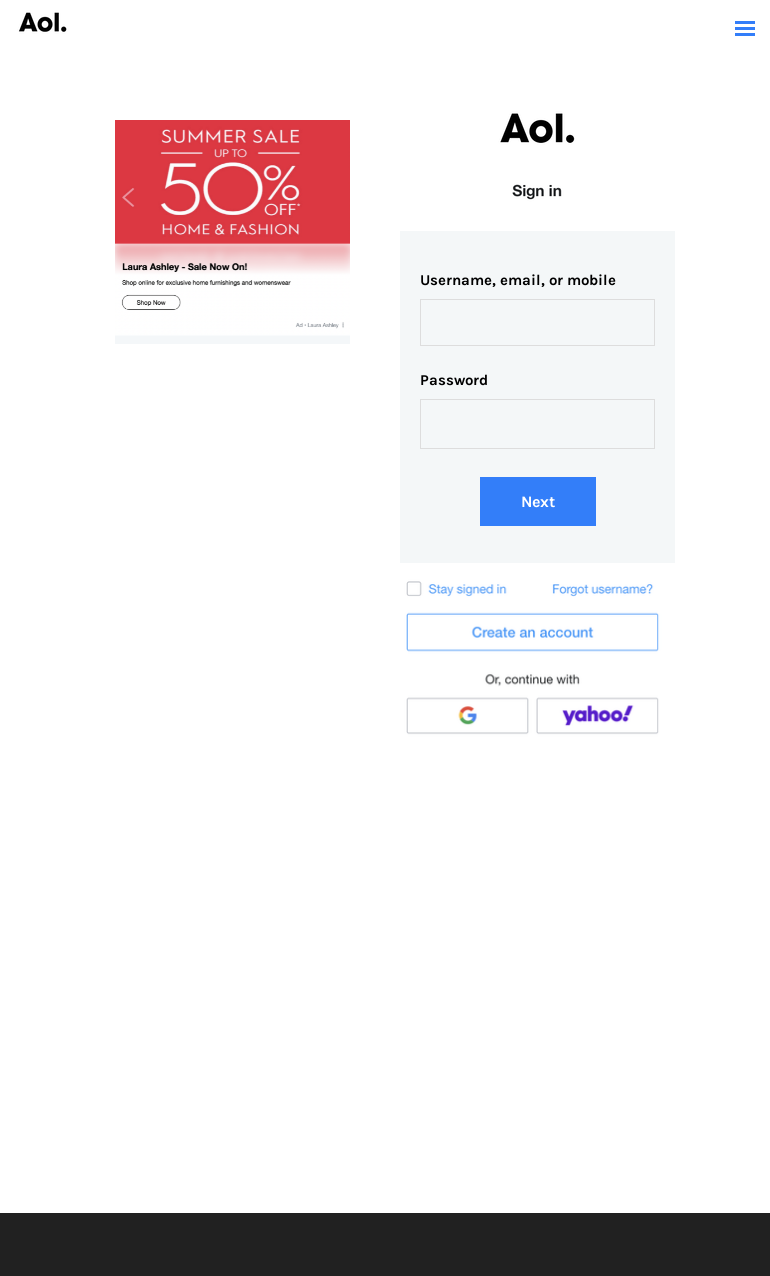 Aol.
SUMMER SALE
UP TO
50%
OFF*
HOME & FASHION
Laura Ashley - Sale Now On!
Shop online for exclusive home furnishings and womenswear
Shop Now
Ad • Laura Ashley
Aol.
Sign in
Username, email, or mobile
Password
Next
Stay signed in
Forgot username?
Create an account
Or, continue with
G
yahoo!